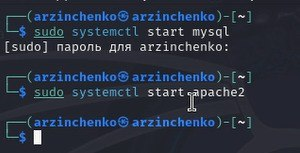 ┌──(arzinchenko㉿arzinchenko)-[~]
└─$ sudo systemctl start mysql
[sudo] пароль для arzinchenko:
┌──(arzinchenko㉿arzinchenko)-[~]
└─$ sudo systemctl start apache2
┌──(arzinchenko㉿arzinchenko)-[~]
└─$